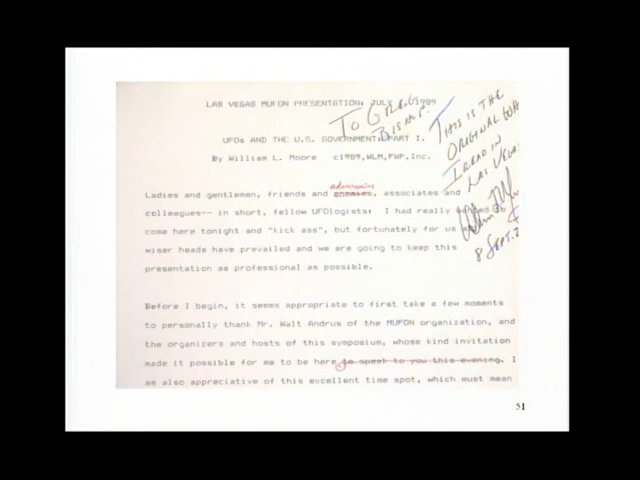 LAS VEGAS MUFON PRESENTATION: JULY 1, 1989
To GREG
BISHOP.
THIS IS THE
ORIGINAL
I READ IN
LAS VEGAS.
8 SEPT.
UFOs AND THE U.S. GOVERNMENT: PART I.
By William L. Moore c1989,WLM,FWP,Inc.
adversaries
Ladies and gentlemen, friends and enemies, associates and
colleagues-- in short, fellow UFOlogists: I had really wanted to
come here tonight and "kick ass", but fortunately for us
wiser heads have prevailed and we are going to keep this
presentation as professional as possible.
Before I begin, it seems appropriate to first take a few moments
to personally thank Mr. Walt Andrus of the MUFON organization, and
the organizers and hosts of this symposium, whose kind invitation
made it possible for me to be here to speak to you this evening. I
am also appreciative of this excellent time spot, which must mean
51